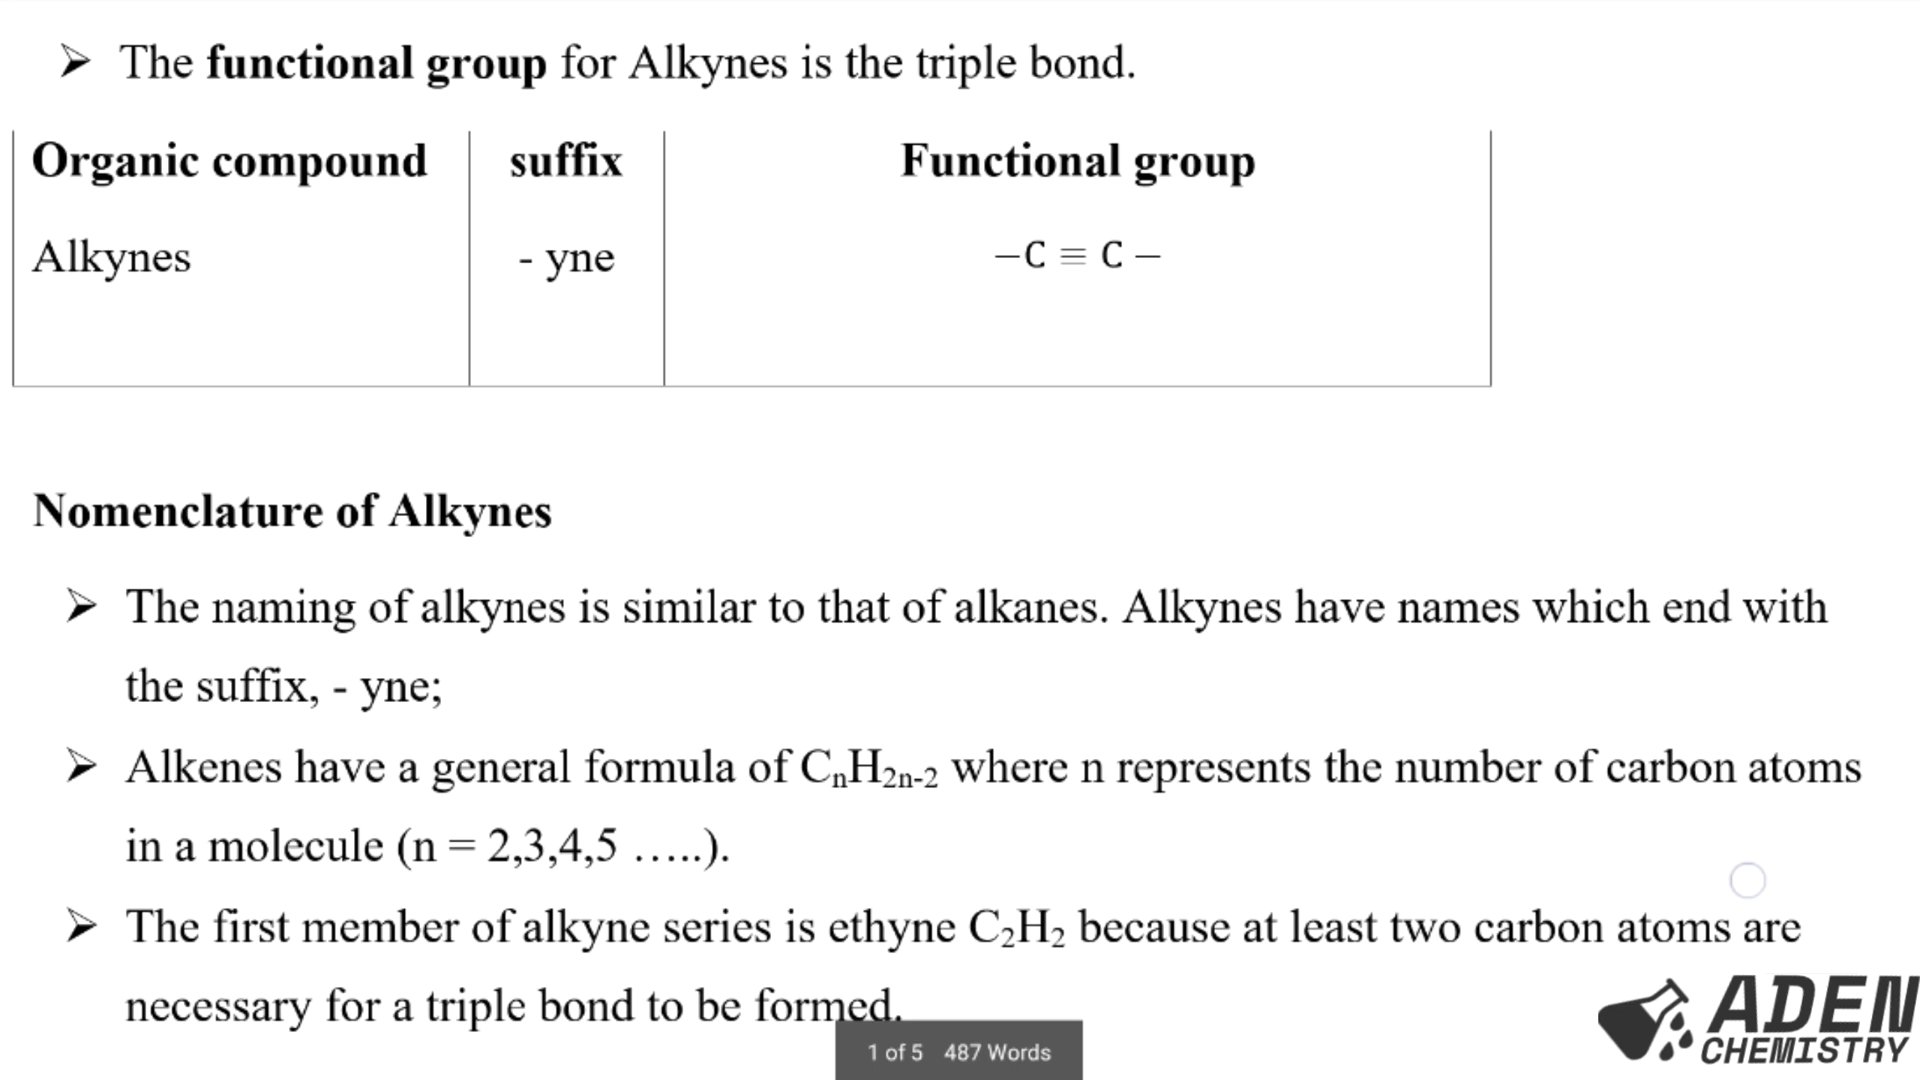 ➢ The functional group for Alkynes is the triple bond.
Organic compound suffix Functional group
Alkynes - yne −C ≡ C −
Nomenclature of Alkynes
➢ The naming of alkynes is similar to that of alkanes. Alkynes have names which end with
the suffix, - yne;
➢ Alkenes have a general formula of CₙH₂ₙ₋₂ where n represents the number of carbon atoms
in a molecule (n = 2,3,4,5 …..).
➢ The first member of alkyne series is ethyne C₂H₂ because at least two carbon atoms are
necessary for a triple bond to be formed.
1 of 5 487 Words
ADEN
CHEMISTRY